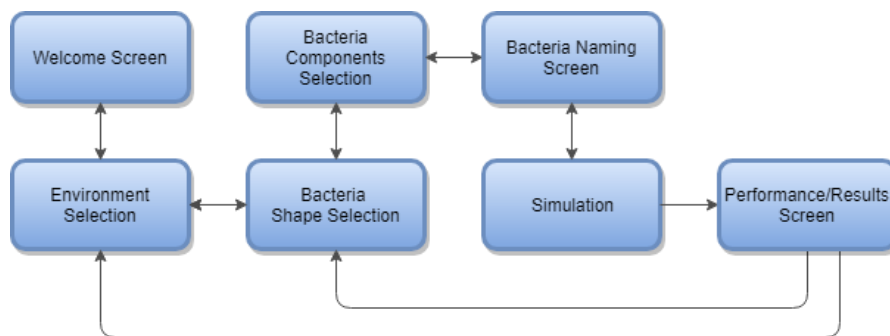 Welcome Screen
Bacteria
Components
Selection
Bacteria Naming
Screen
Environment
Selection
Bacteria
Shape Selection
Simulation
Performance/Results
Screen